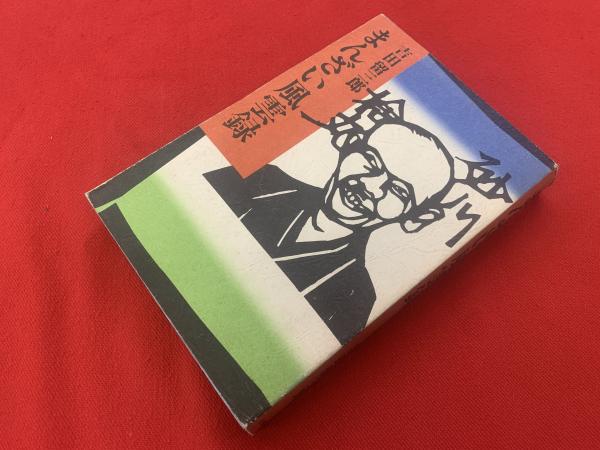 吉田留三郎
まんざい風雲録
砂川
捨丸